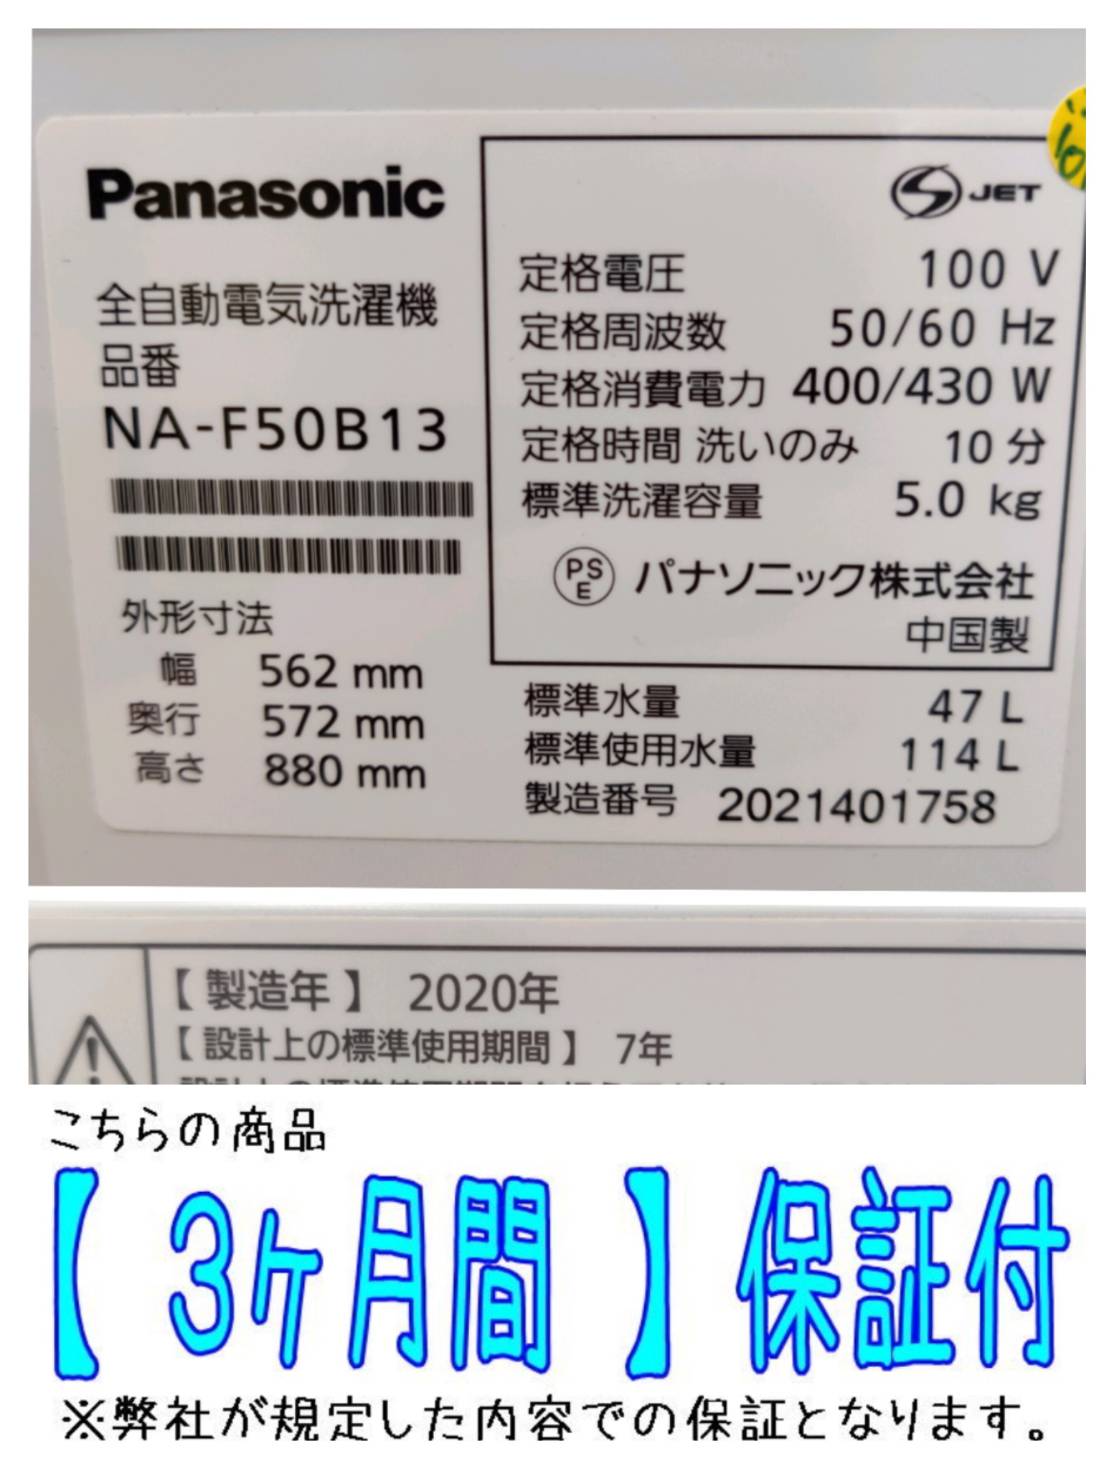 Panasonic
全自動電気洗濯機
品番
NA-F50B13
外形寸法
幅 562 mm
奥行 572 mm
高さ 880 mm
JET
定格電圧 100 V
定格周波数 50/60 Hz
定格消費電力 400/430 W
定格時間 洗いのみ 10 分
標準洗濯容量 5.0 kg
PS E パナソニック株式会社
中国製
標準水量 47 L
標準使用水量 114 L
製造番号 2021401758
【 製造年 】 2020年
【 設計上の標準使用期間 】 7年
こちらの商品
【 3ケ月間 】保証付
※弊社が規定した内容での保証となります。